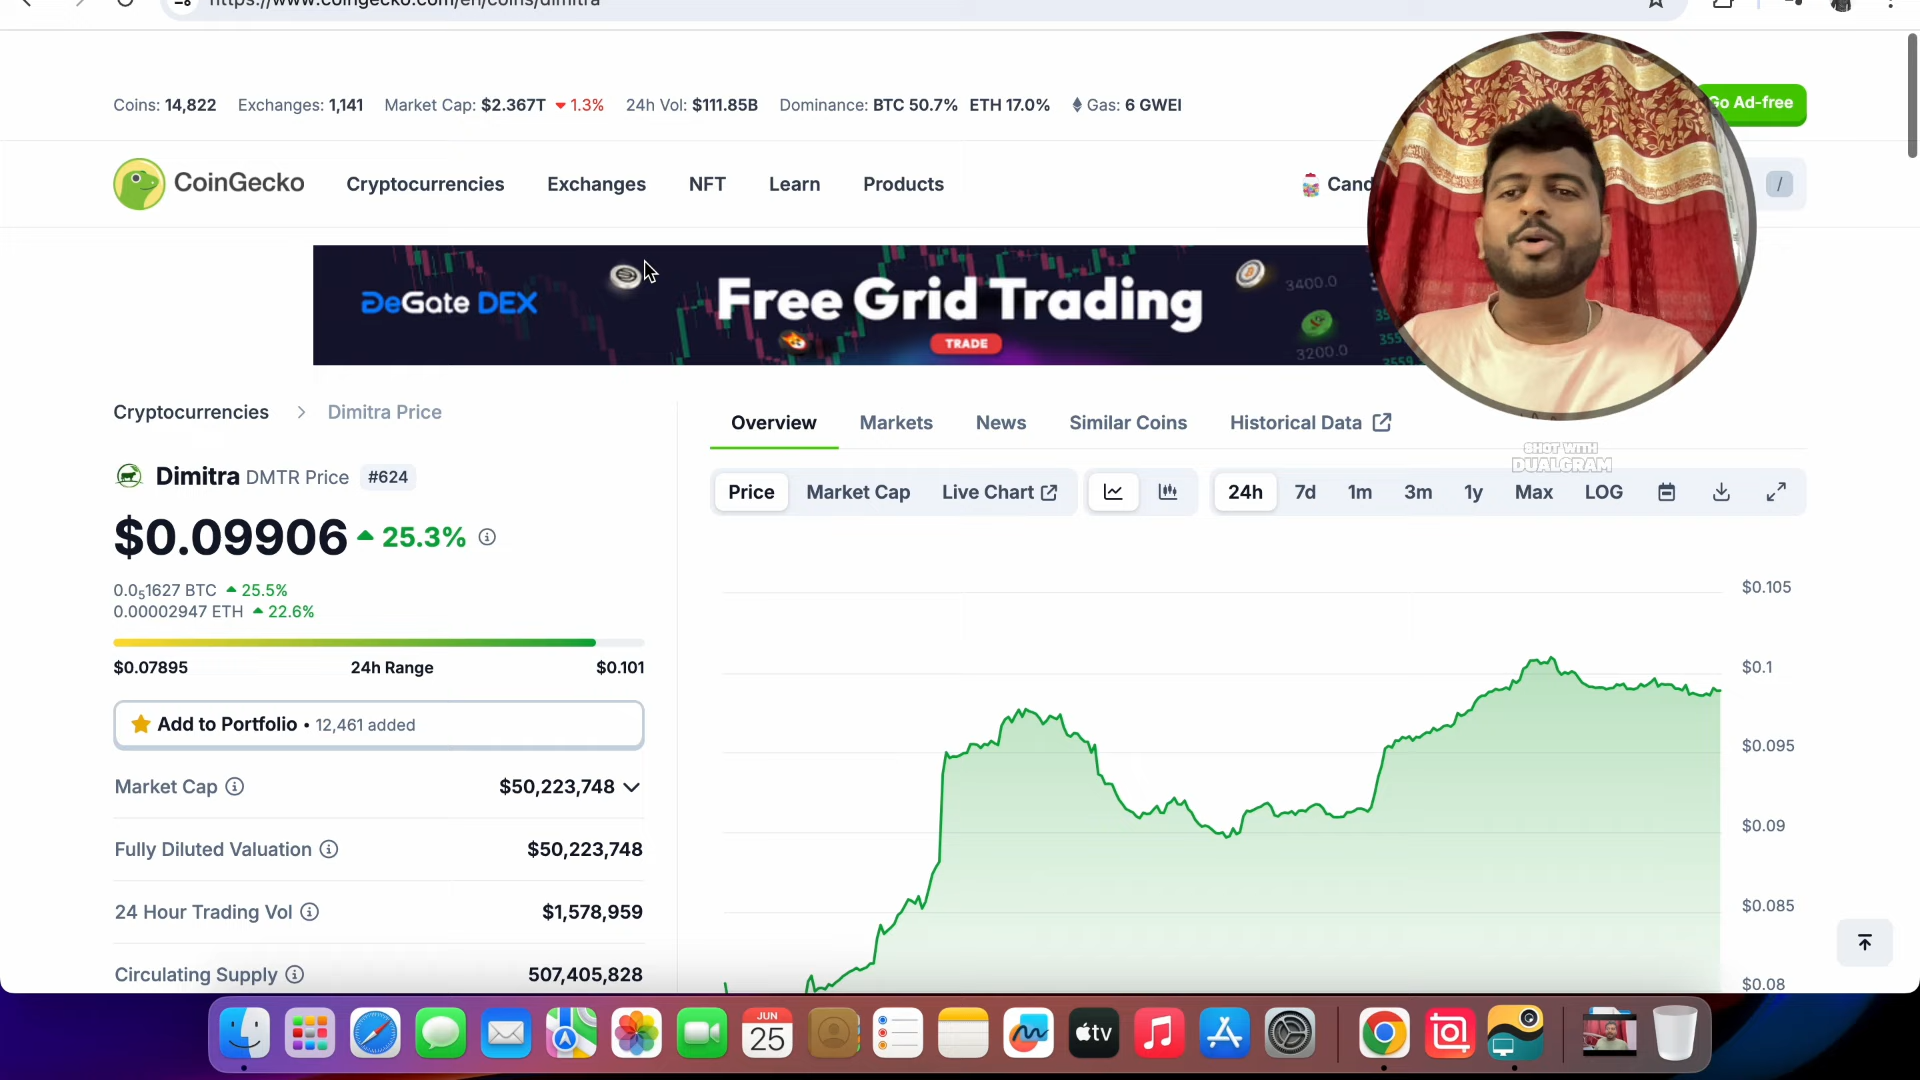 https://www.coingecko.com/en/coins/dimitra
Coins: 14,822 Exchanges: 1,141 Market Cap: $2.367T 1.3% 24h Vol: $111.85B Dominance: BTC 50.7% ETH 17.0% Gas: 6 GWEI
Go Ad-free
CoinGecko Cryptocurrencies Exchanges NFT Learn Products Cand /
DeGate DEX Free Grid Trading
TRADE
3400.0
3200.0
3559
Cryptocurrencies > Dimitra Price
Overview Markets News Similar Coins Historical Data
SHOT WITH
DUALGRAM
Dimitra DMTR Price #624
Price Market Cap Live Chart 24h 7d 1m 3m 1y Max LOG
$0.09906 25.3%
0.0₅1627 BTC 25.5%
0.00002947 ETH 22.6%
$0.07895 24h Range $0.101
Add to Portfolio • 12,461 added
Market Cap $50,223,748
Fully Diluted Valuation $50,223,748
24 Hour Trading Vol $1,578,959
Circulating Supply 507,405,828
$0.105
$0.1
$0.095
$0.09
$0.085
$0.08
JUN
25
tv